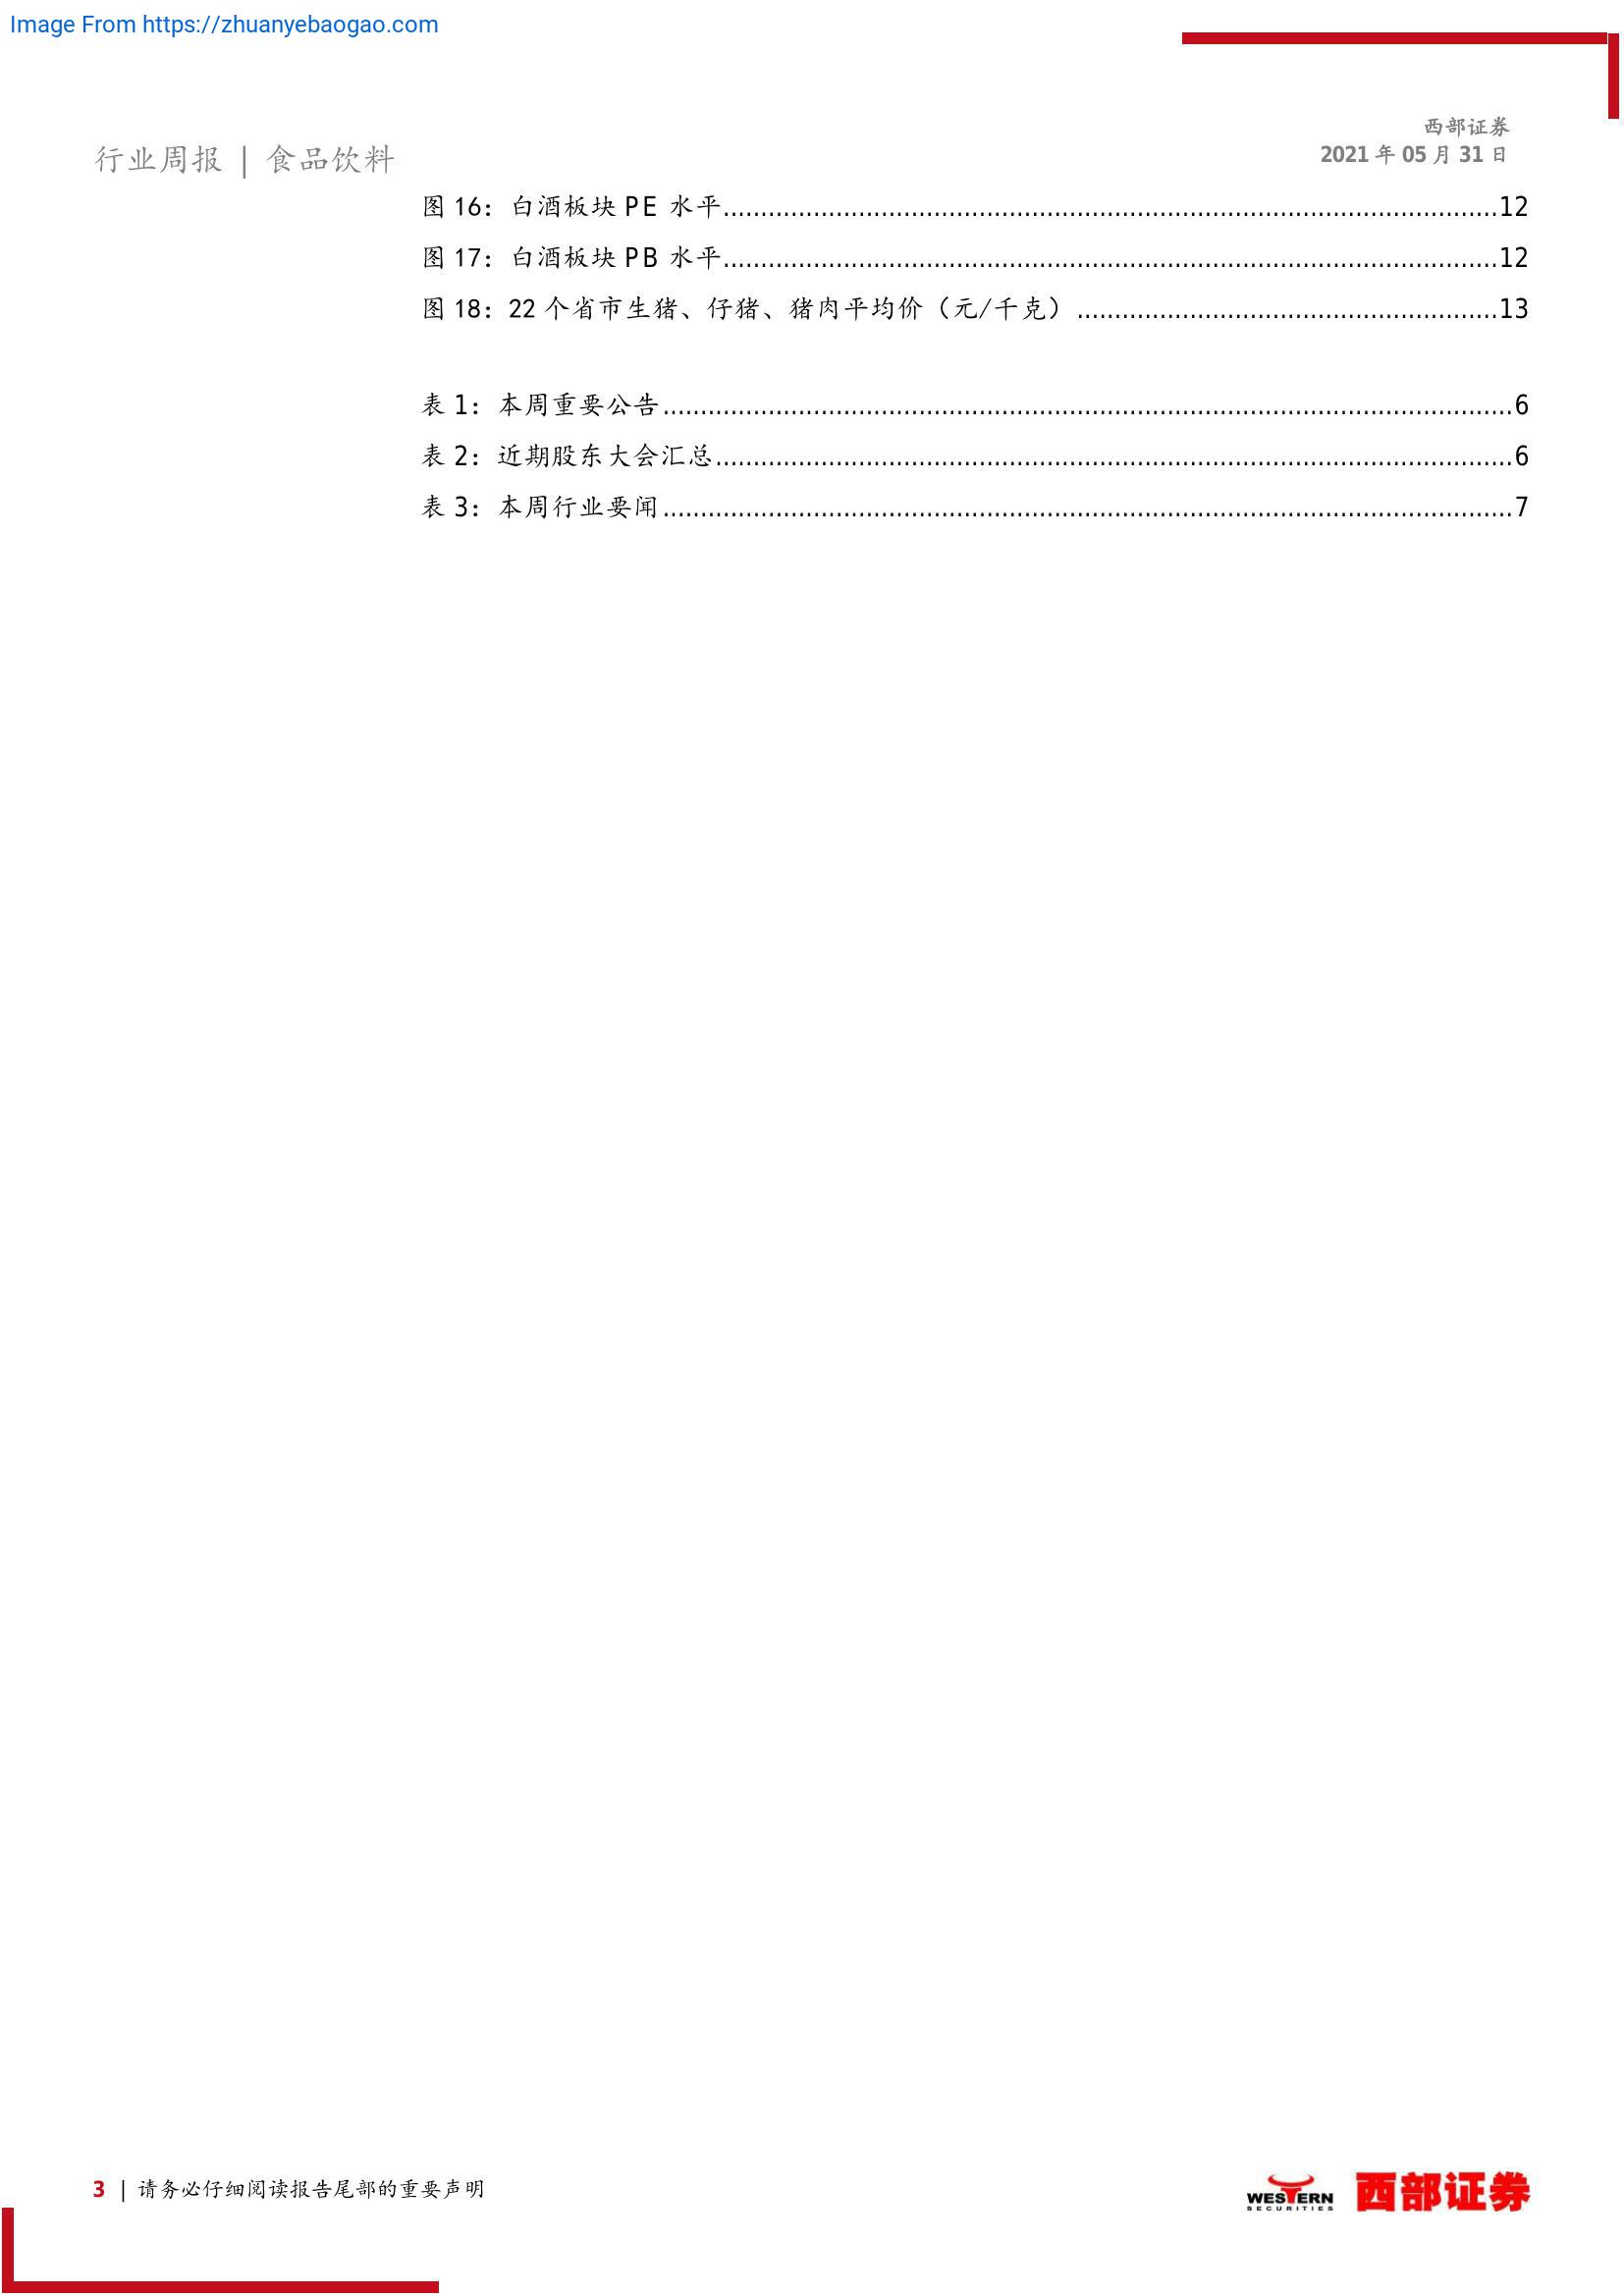 Image From https://zhuanyebaogao.com
西部证券
2021 年 05 月 31 日
行业周报 | 食品饮料
图 16：白酒板块 PE 水平........................................................................................................12
图 17：白酒板块 PB 水平........................................................................................................12
图 18：22 个省市生猪、仔猪、猪肉平均价（元/千克）........................................................13
表 1：本周重要公告..................................................................................................................6
表 2：近期股东大会汇总...........................................................................................................6
表 3：本周行业要闻..................................................................................................................7
3 | 请务必仔细阅读报告尾部的重要声明
WESTERN
SECURITIES
西部证券